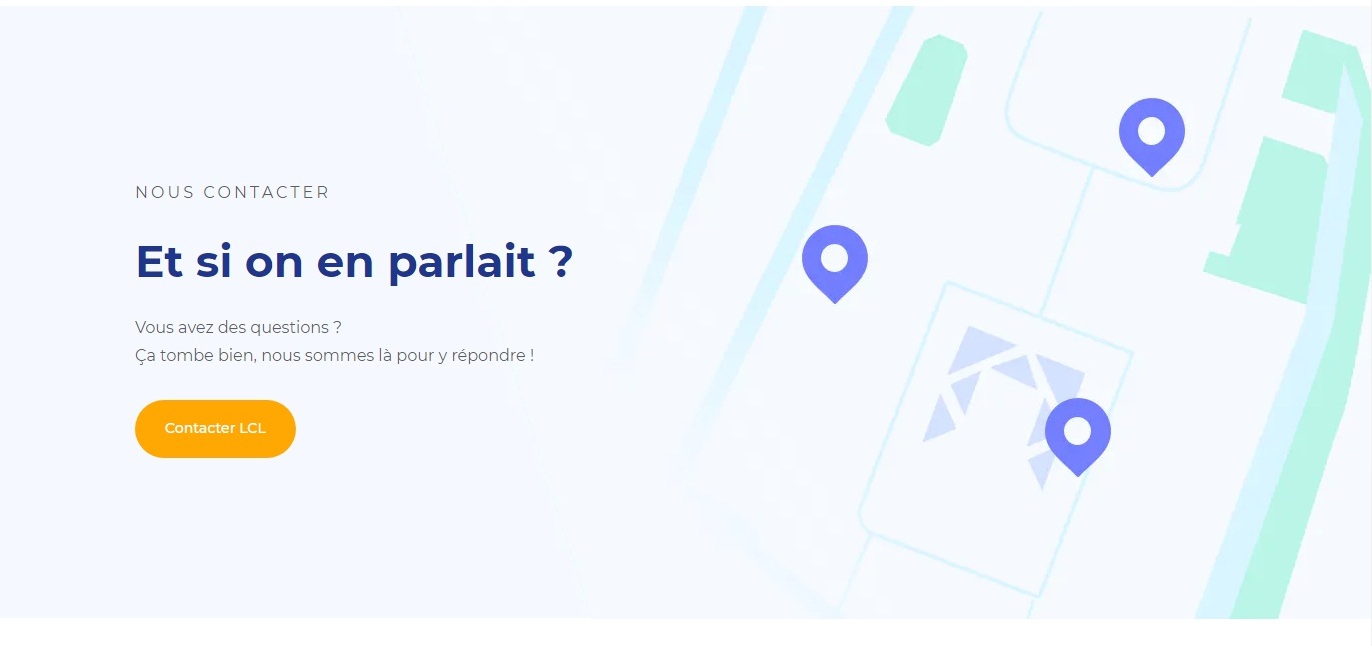 NOUS CONTACTER
Et si on en parlait ?
Vous avez des questions ?
Ça tombe bien, nous sommes là pour y répondre !
Contacter LCL